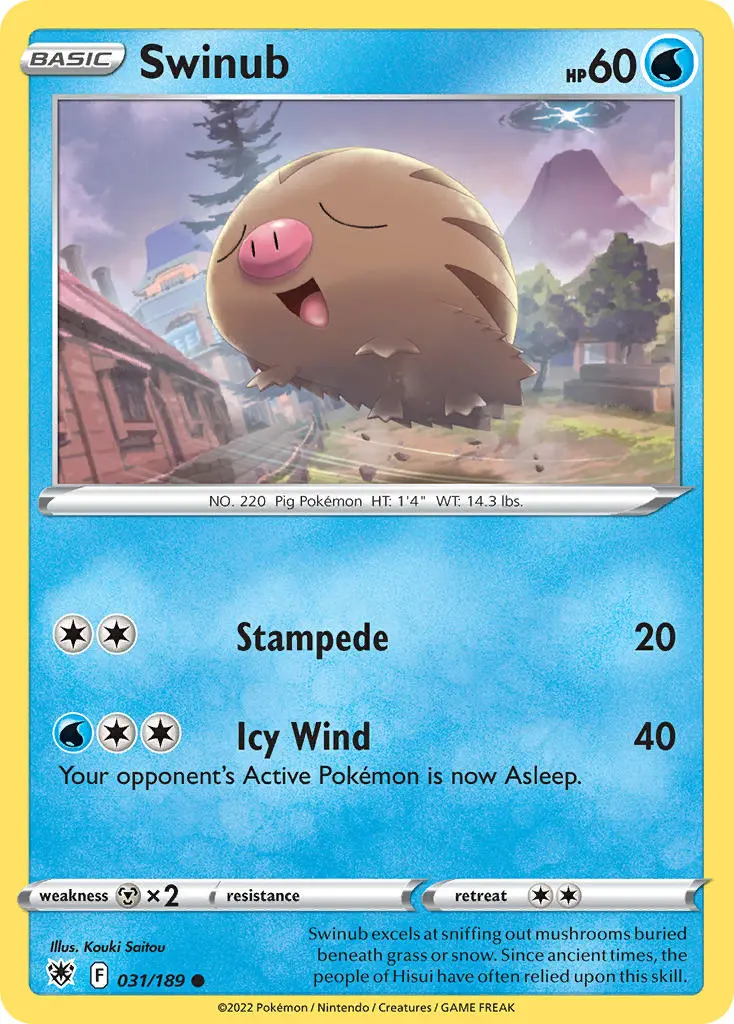 BASIC Swinub HP60
NO. 220 Pig Pokémon HT: 1'4" WT: 14.3 lbs.
Stampede 20
Icy Wind 40
Your opponent's Active Pokémon is now Asleep.
weakness ×2 resistance retreat
Illus. Kouki Saitou
Swinub excels at sniffing out mushrooms buried
beneath grass or snow. Since ancient times, the
people of Hisui have often relied upon this skill.
F 031/189
©2022 Pokémon / Nintendo / Creatures / GAME FREAK